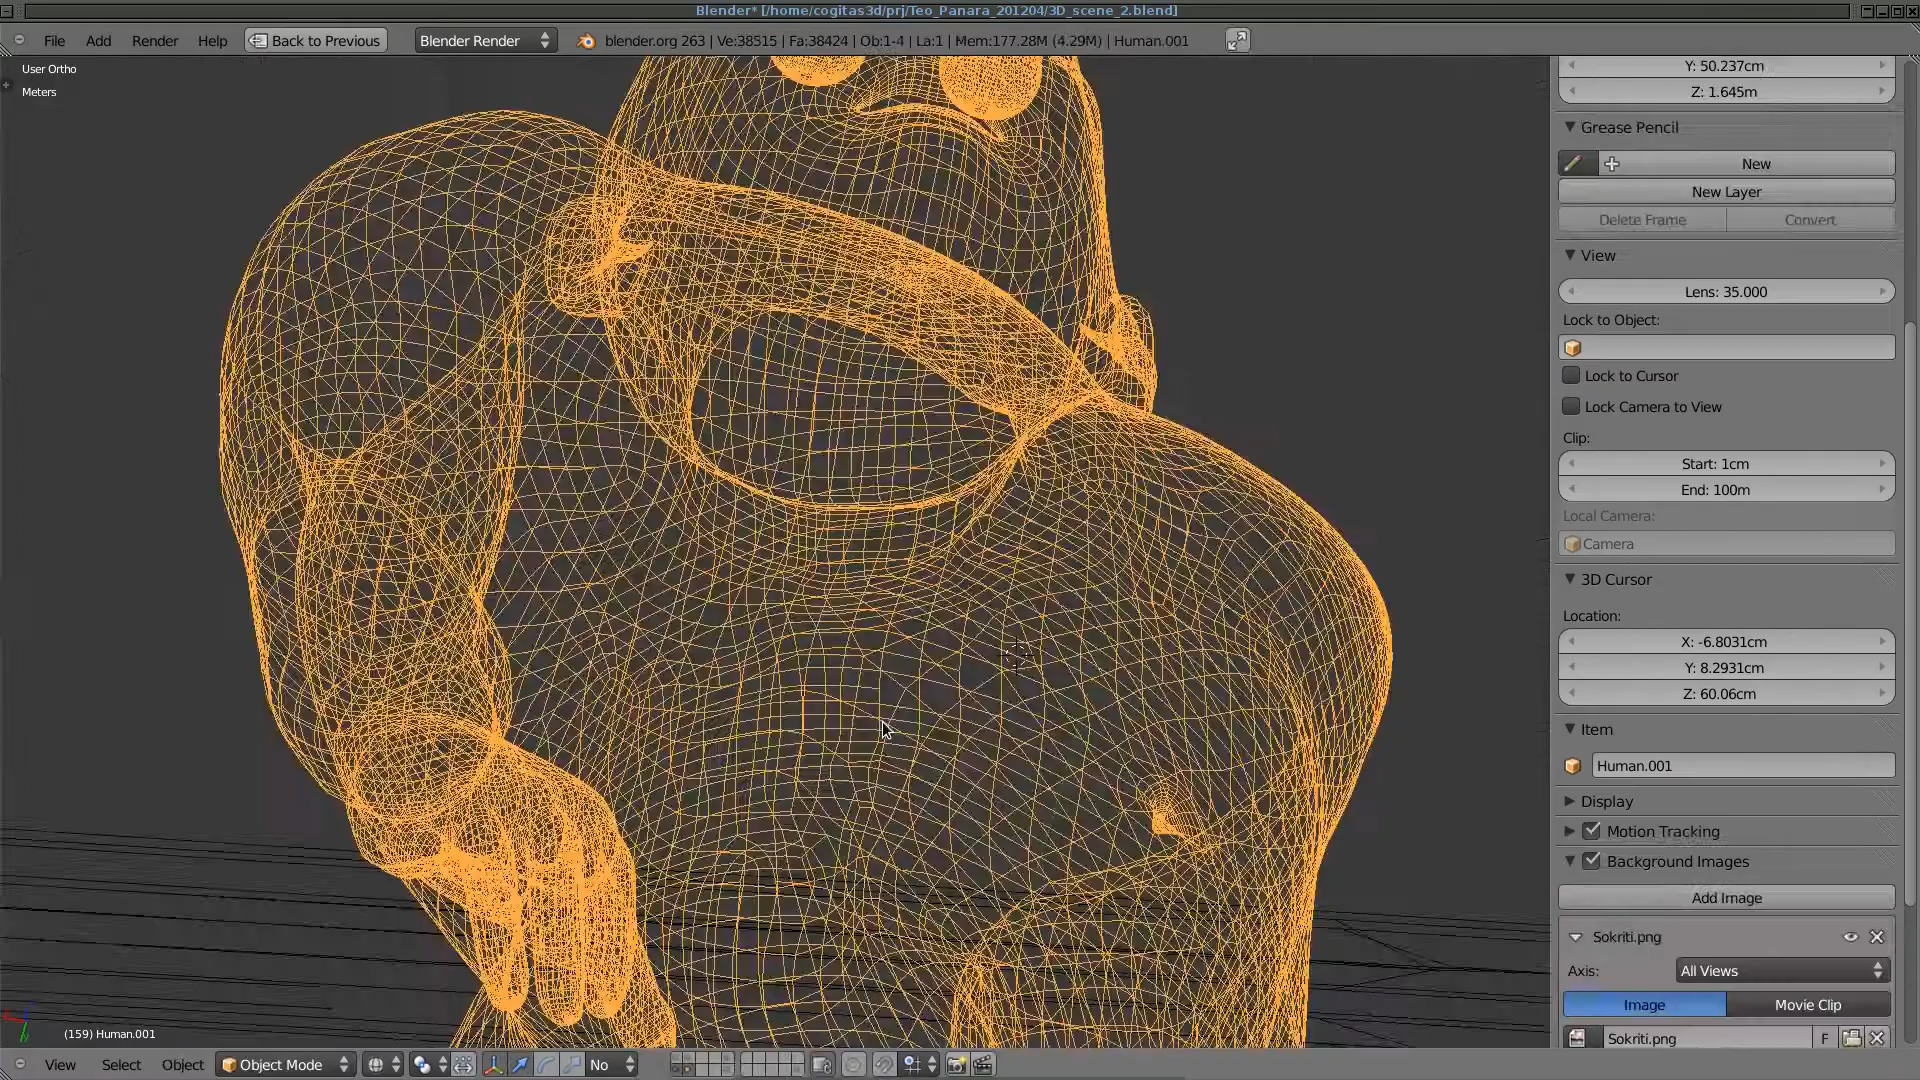 Blender* [/home/cogitas3d/prj/Teo_Panara_201204/3D_scene_2.blend]
File Add Render Help Back to Previous Blender Render blender.org 263 | Ve:38515 | Fa:38424 | Ob:1-4 | La:1 | Mem:177.28M (4.29M) | Human.001
User Ortho
Meters
Y: 50.237cm
Z: 1.645m
Grease Pencil
New
New Layer
Delete Frame Convert
View
Lens: 35.000
Lock to Object:
Lock to Cursor
Lock Camera to View
Clip:
Start: 1cm
End: 100m
Local Camera:
Camera
3D Cursor
Location:
X: -6.8031cm
Y: 8.2931cm
Z: 60.06cm
Item
Human.001
Display
Motion Tracking
Background Images
Add Image
Sokriti.png
Axis: All Views
Image Movie Clip
Sokriti.png F
(159) Human.001
View Select Object Object Mode No